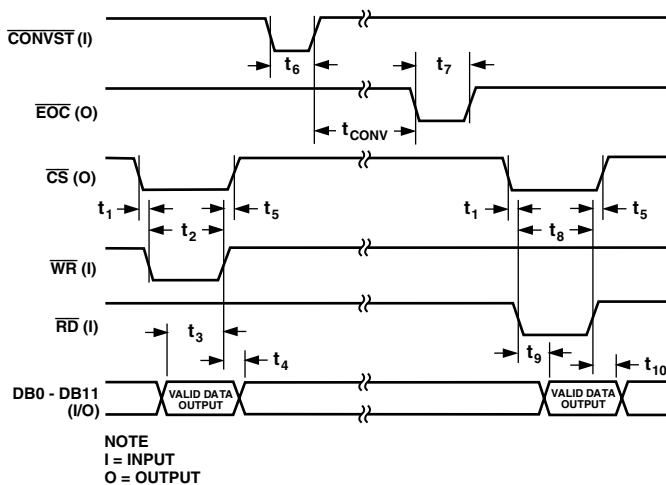 CONVST (I)
t6
t7
EOC (O)
tCONV
CS (O)
t1
t5
t1
t5
t2
t8
WR (I)
RD (I)
t3
t4
t9
t10
DB0 - DB11
(I/O)
VALID DATA
OUTPUT
VALID DATA
OUTPUT
NOTE
I = INPUT
O = OUTPUT